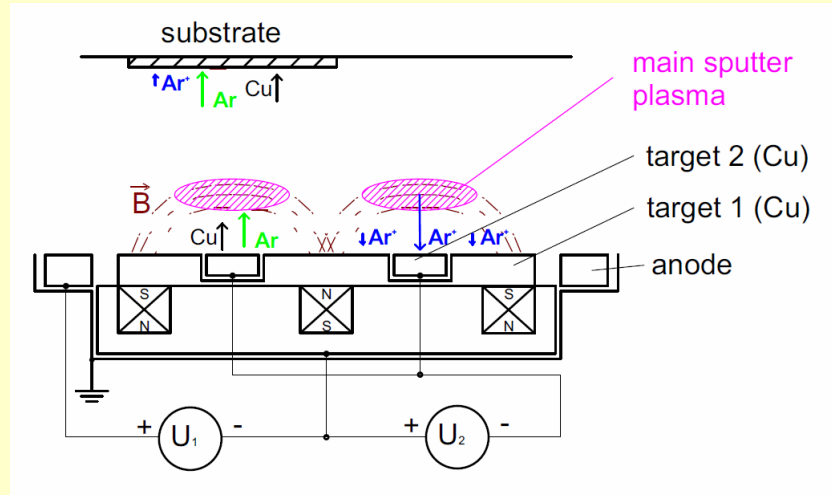 substrate
Ar⁺
Ar
Cu
main sputter
plasma
target 2 (Cu)
target 1 (Cu)
anode
B
Cu
Ar
Ar⁺ Ar⁺ Ar⁺
S N S
N S N
+ U₁ - + U₂ -